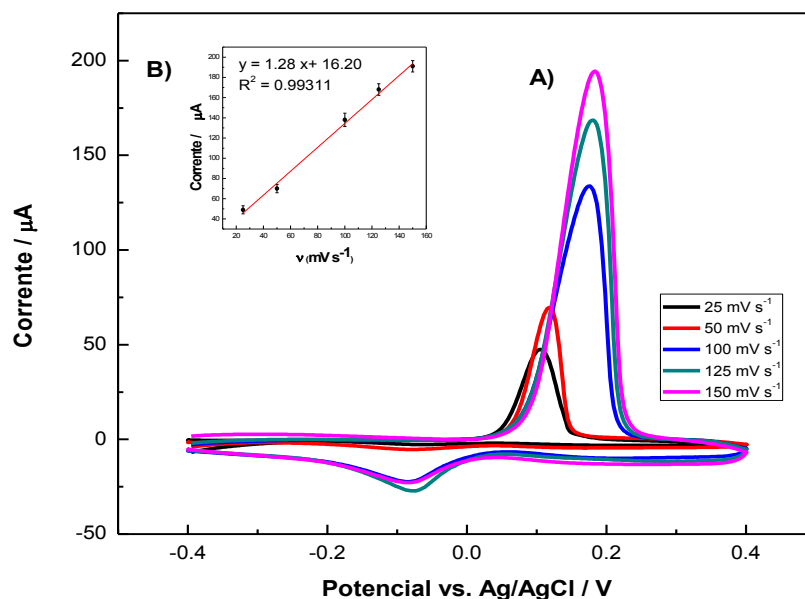 B)
y = 1.28 x+ 16.20
R² = 0.99311
Corrente / µA
200
180
160
140
120
100
80
60
40
20 40 60 80 100 120 140 160
ν (mV s⁻¹)
A)
Corrente / µA
200
150
100
50
0
-50
25 mV s⁻¹
50 mV s⁻¹
100 mV s⁻¹
125 mV s⁻¹
150 mV s⁻¹
-0.4 -0.2 0.0 0.2 0.4
Potencial vs. Ag/AgCl / V